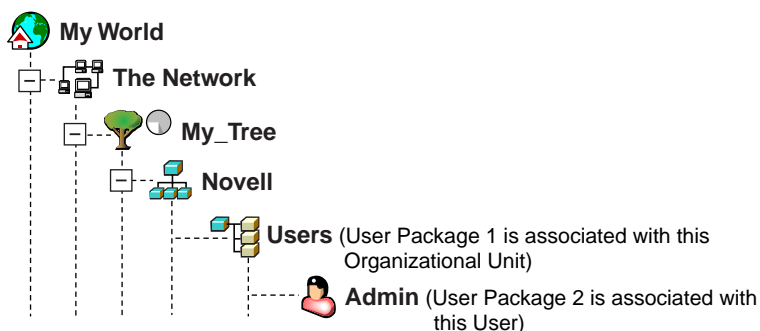 My World
The Network
My_Tree
Novell
Users (User Package 1 is associated with this
Organizational Unit)
Admin (User Package 2 is associated with
this User)